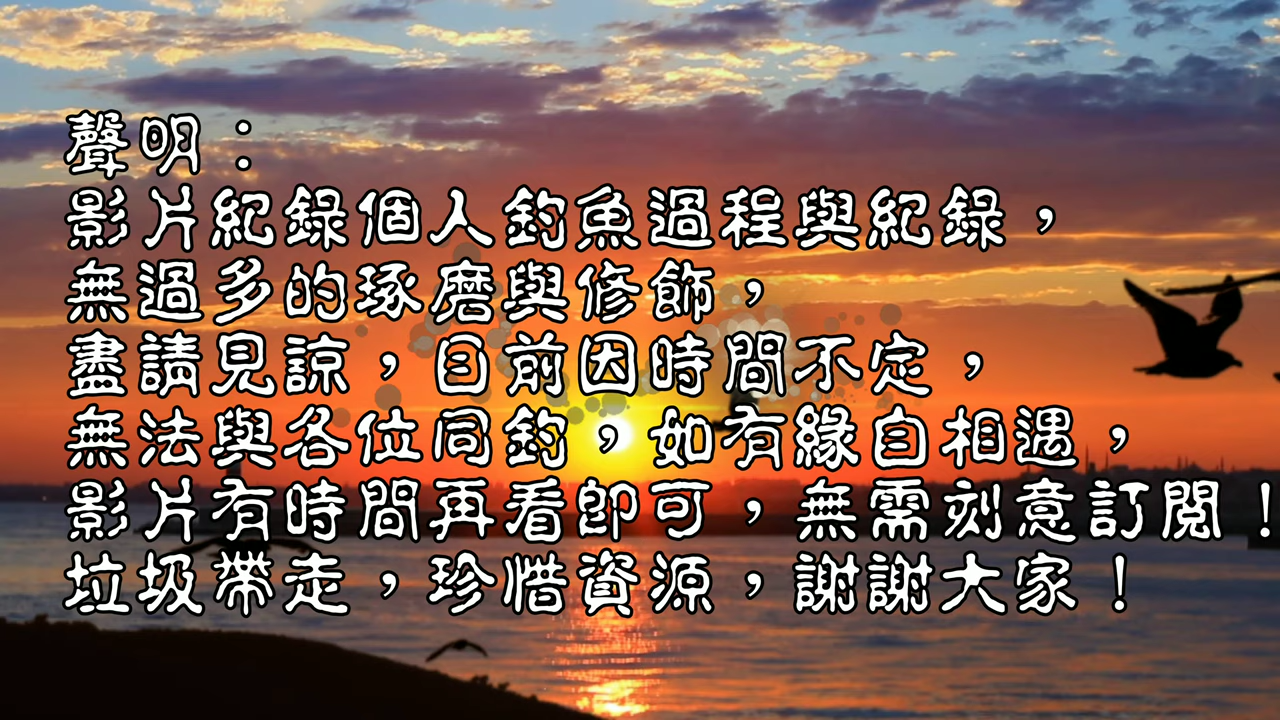 聲明：
影片紀錄個人釣魚過程與紀錄，
無過多的琢磨與修飾，
盡請見諒，目前因時間不定，
無法與各位同釣，如有緣自相遇，
影片有時間再看即可，無需刻意訂閱！
垃圾帶走，珍惜資源，謝謝大家！